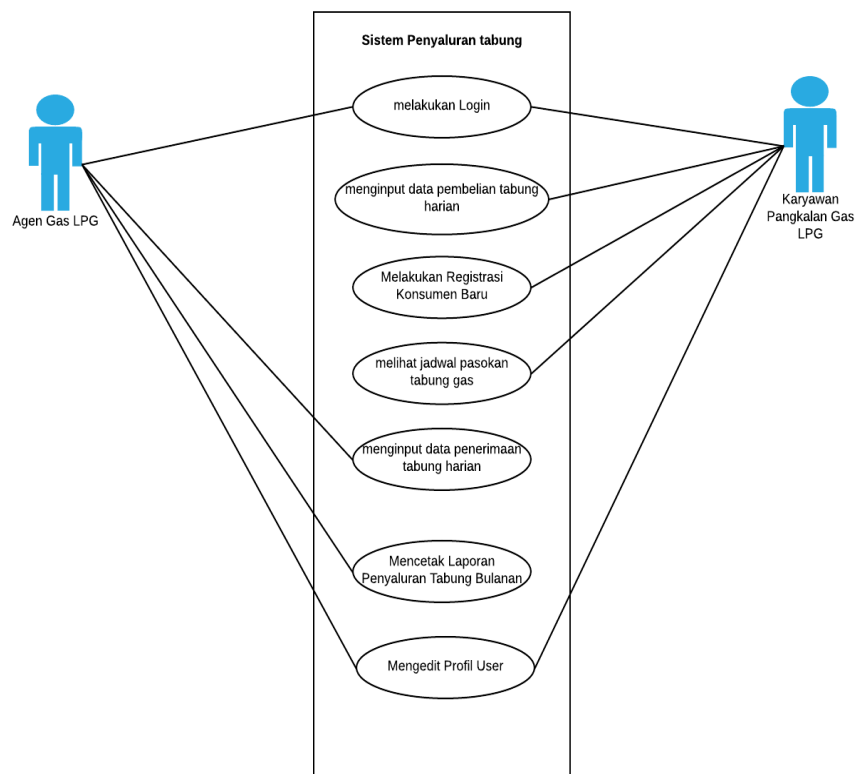 Sistem Penyaluran tabung
melakukan Login
Agen Gas LPG
Karyawan
Pangkalan Gas
LPG
menginput data pembelian tabung
harian
Melakukan Registrasi
Konsumen Baru
melihat jadwal pasokan
tabung gas
menginput data penerimaan
tabung harian
Mencetak Laporan
Penyaluran Tabung Bulanan
Mengedit Profil User